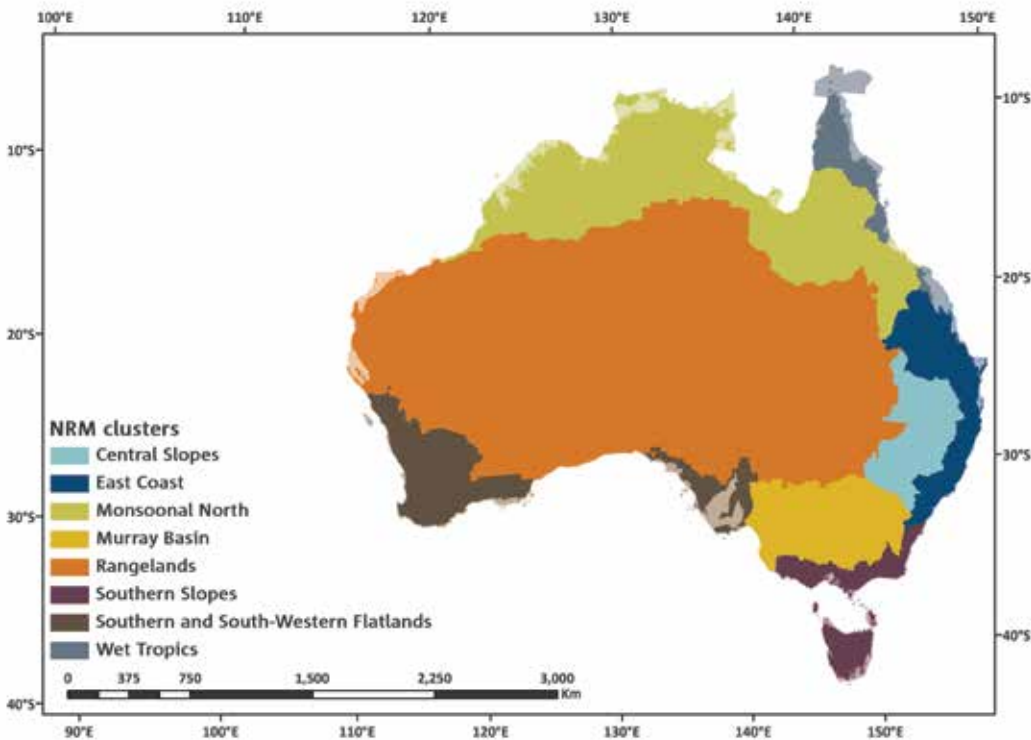 100°E 110°E 120°E 130°E 140°E 150°E
10°S
10°S
20°S
20°S
NRM clusters
Central Slopes
30°S
East Coast
Monsoonal North
30°S
Murray Basin
Rangelands
Southern Slopes
Southern and South-Western Flatlands
40°S
Wet Tropics
0 375 750 1,500 2,250 3,000
Km
40°S
90°E 100°E 110°E 120°E 130°E 140°E 150°E